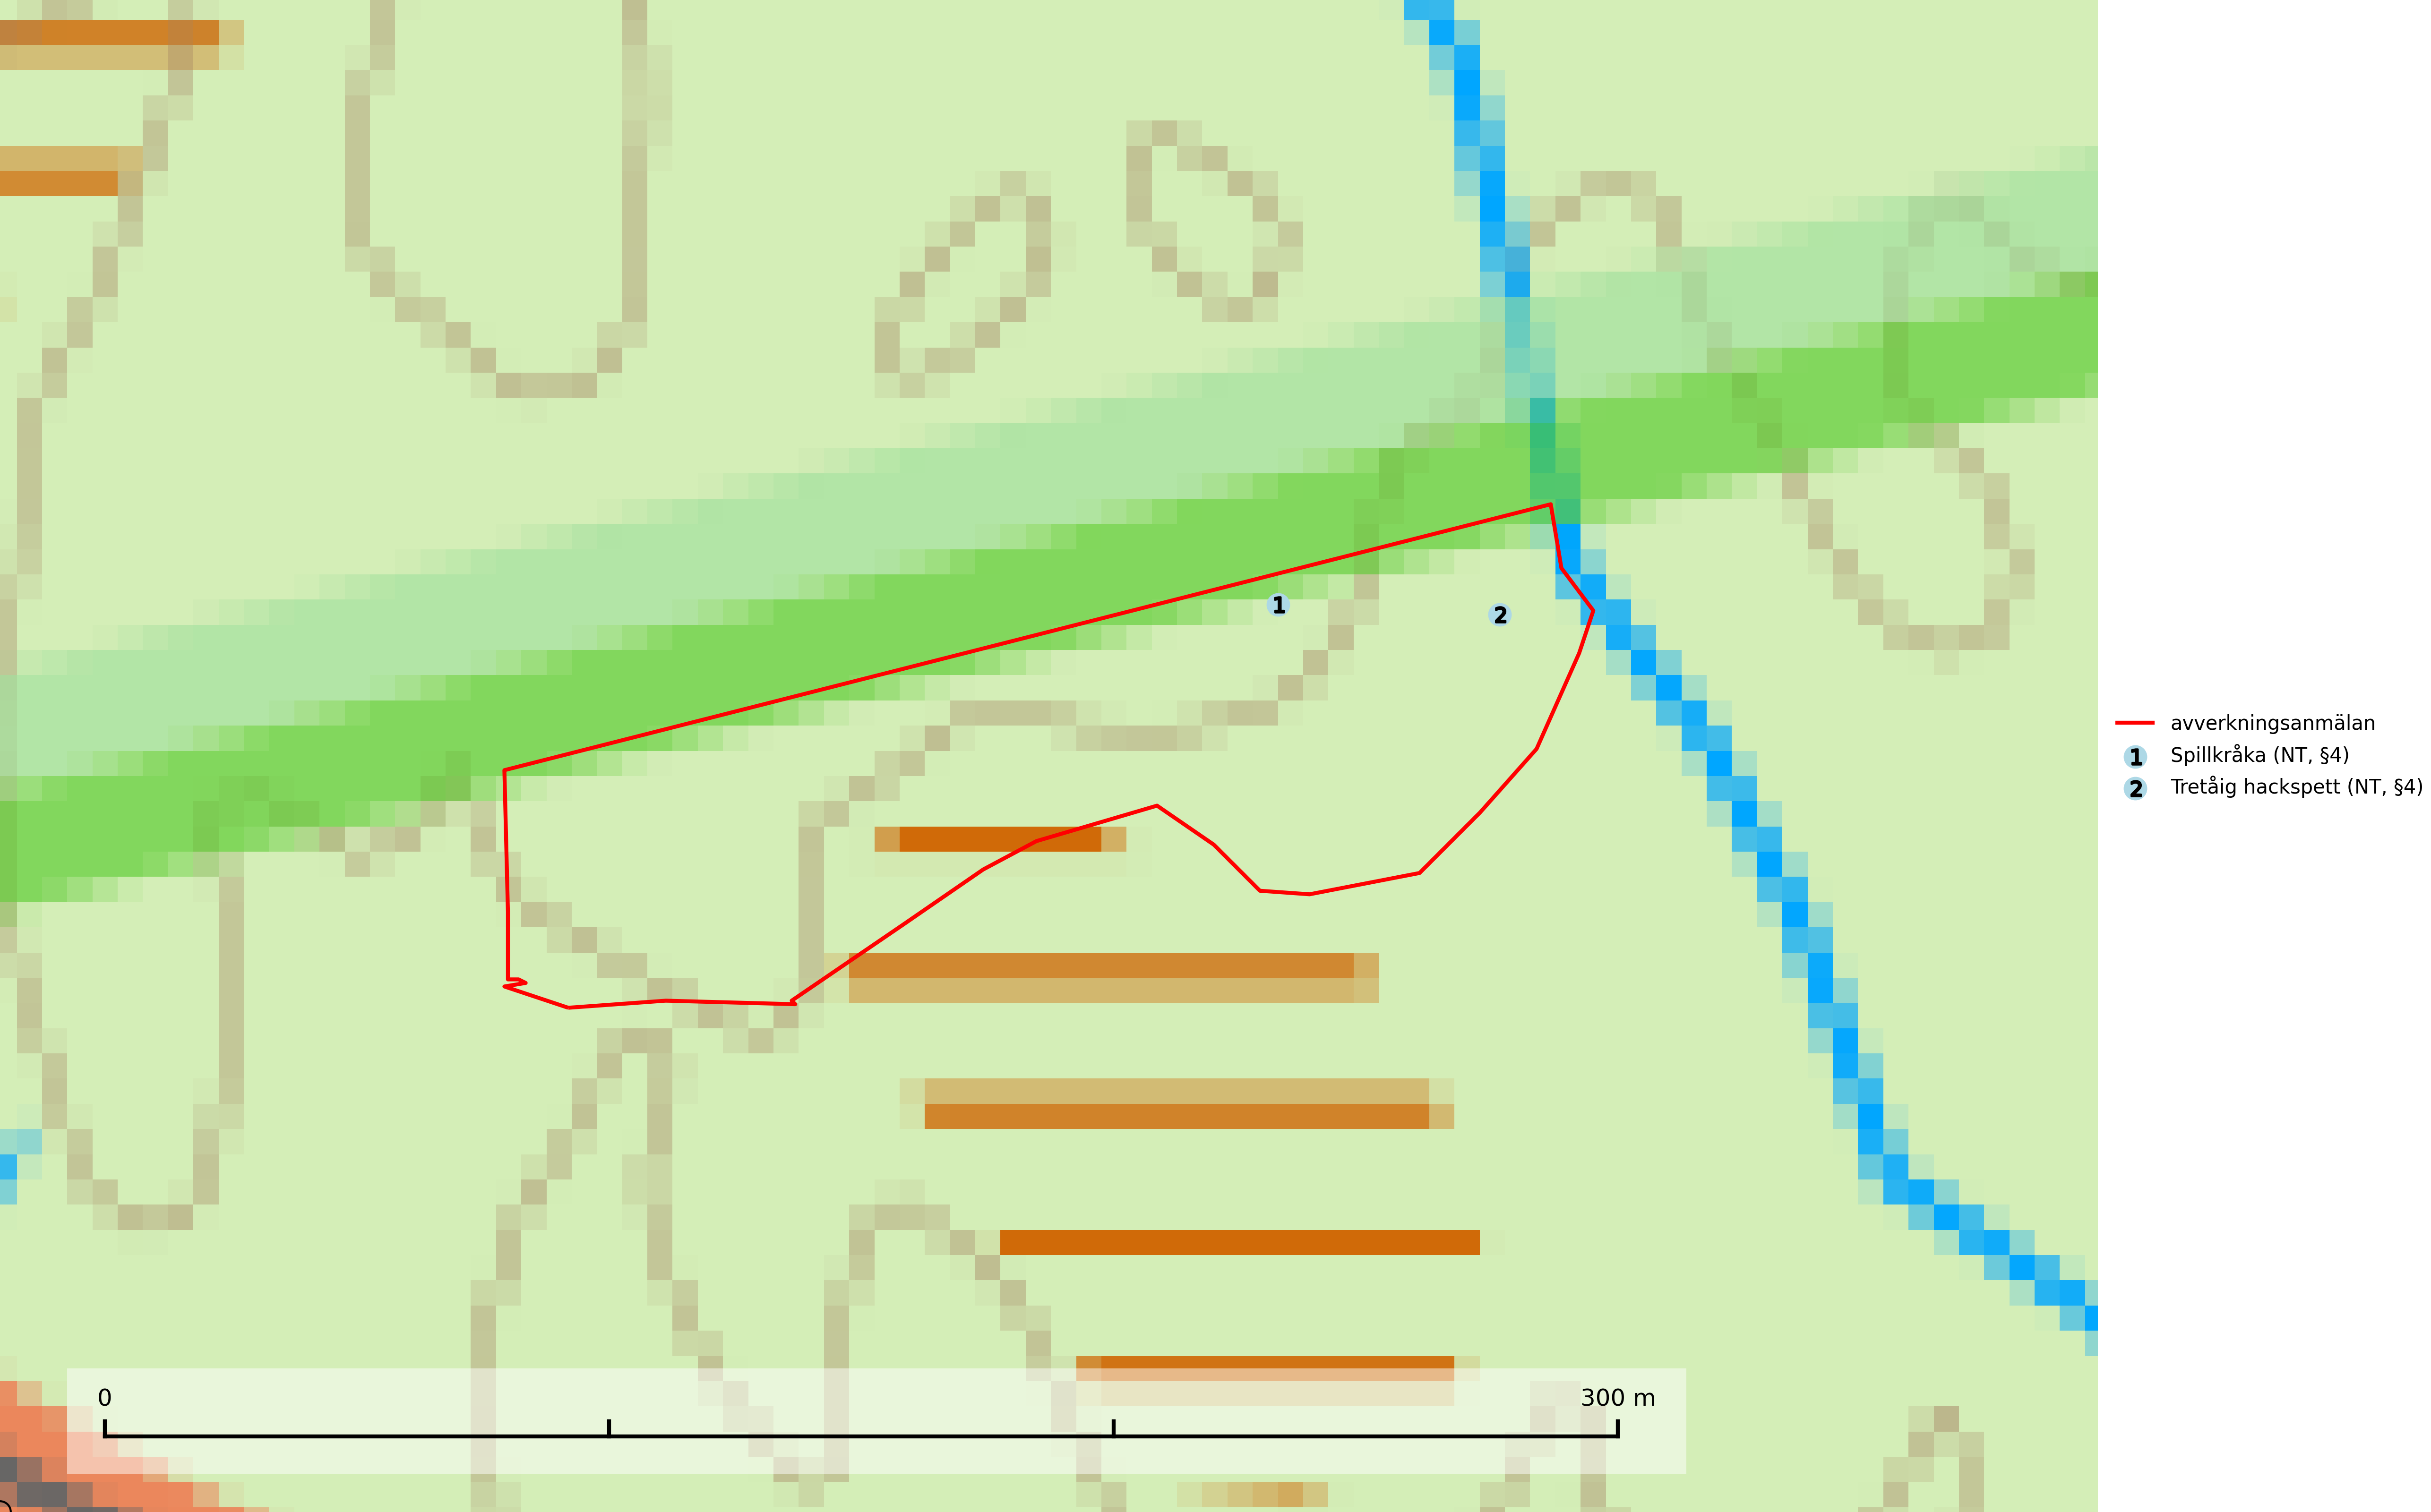 1
2
avverkningsanmälan
1 Spillkråka (NT, §4)
2 Tretåig hackspett (NT, §4)
0 300 m